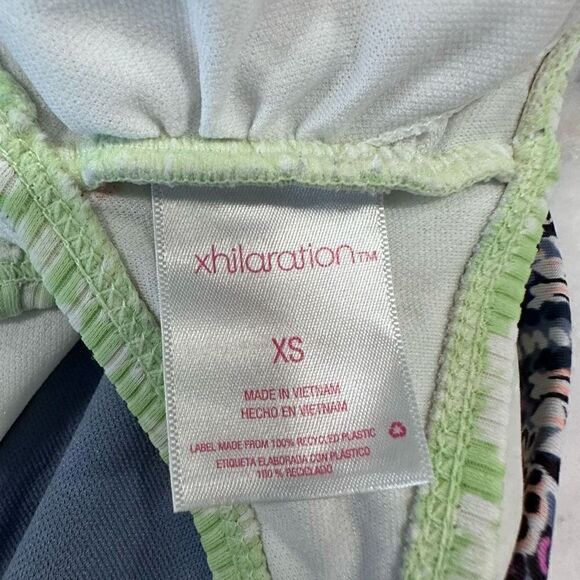 xhilaration™
XS
MADE IN VIETNAM
HECHO EN VIETNAM
LABEL MADE FROM 100% RECYCLED PLASTIC
ETIQUETA ELABORADA CON PLÁSTICO
100 % RECICLADO